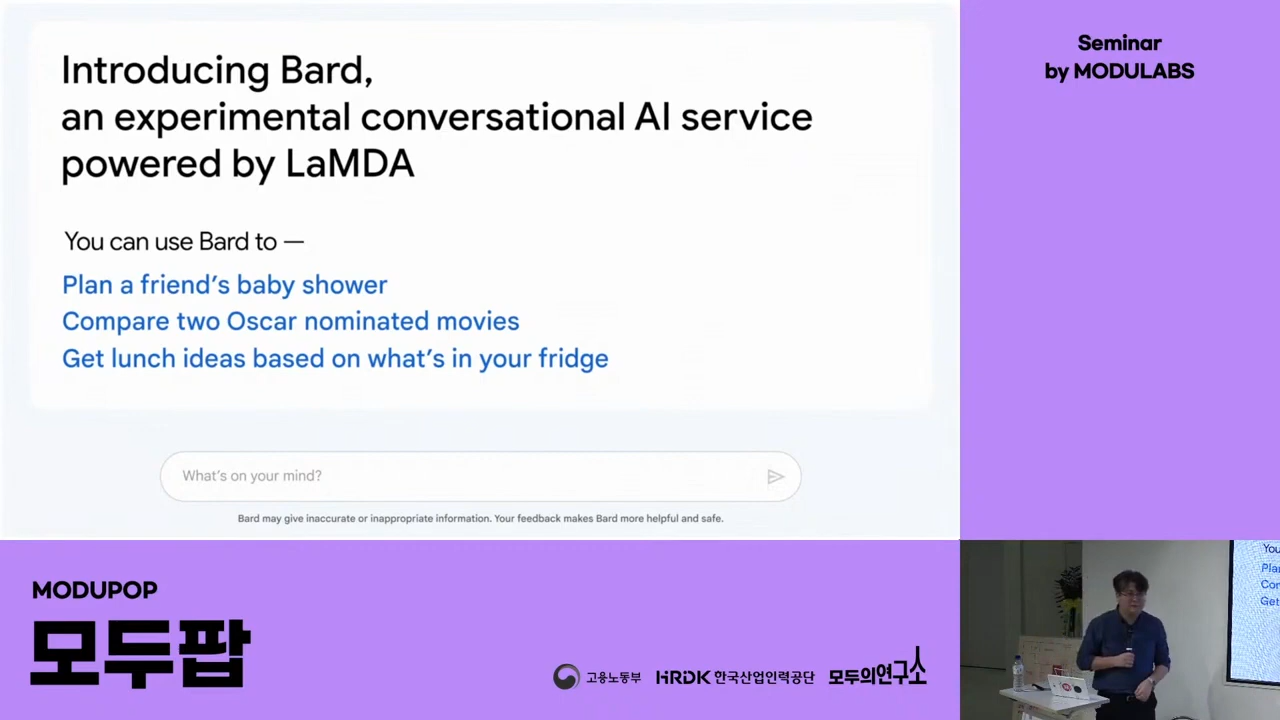 Introducing Bard,
an experimental conversational AI service
powered by LaMDA
You can use Bard to —
Plan a friend's baby shower
Compare two Oscar nominated movies
Get lunch ideas based on what's in your fridge
What's on your mind?
Bard may give inaccurate or inappropriate information. Your feedback makes Bard more helpful and safe.
Seminar
by MODULABS
MODUPOP
모두팝
고용노동부
HRDK 한국산업인력공단
모두의연구소
You
Plan
Con
Get